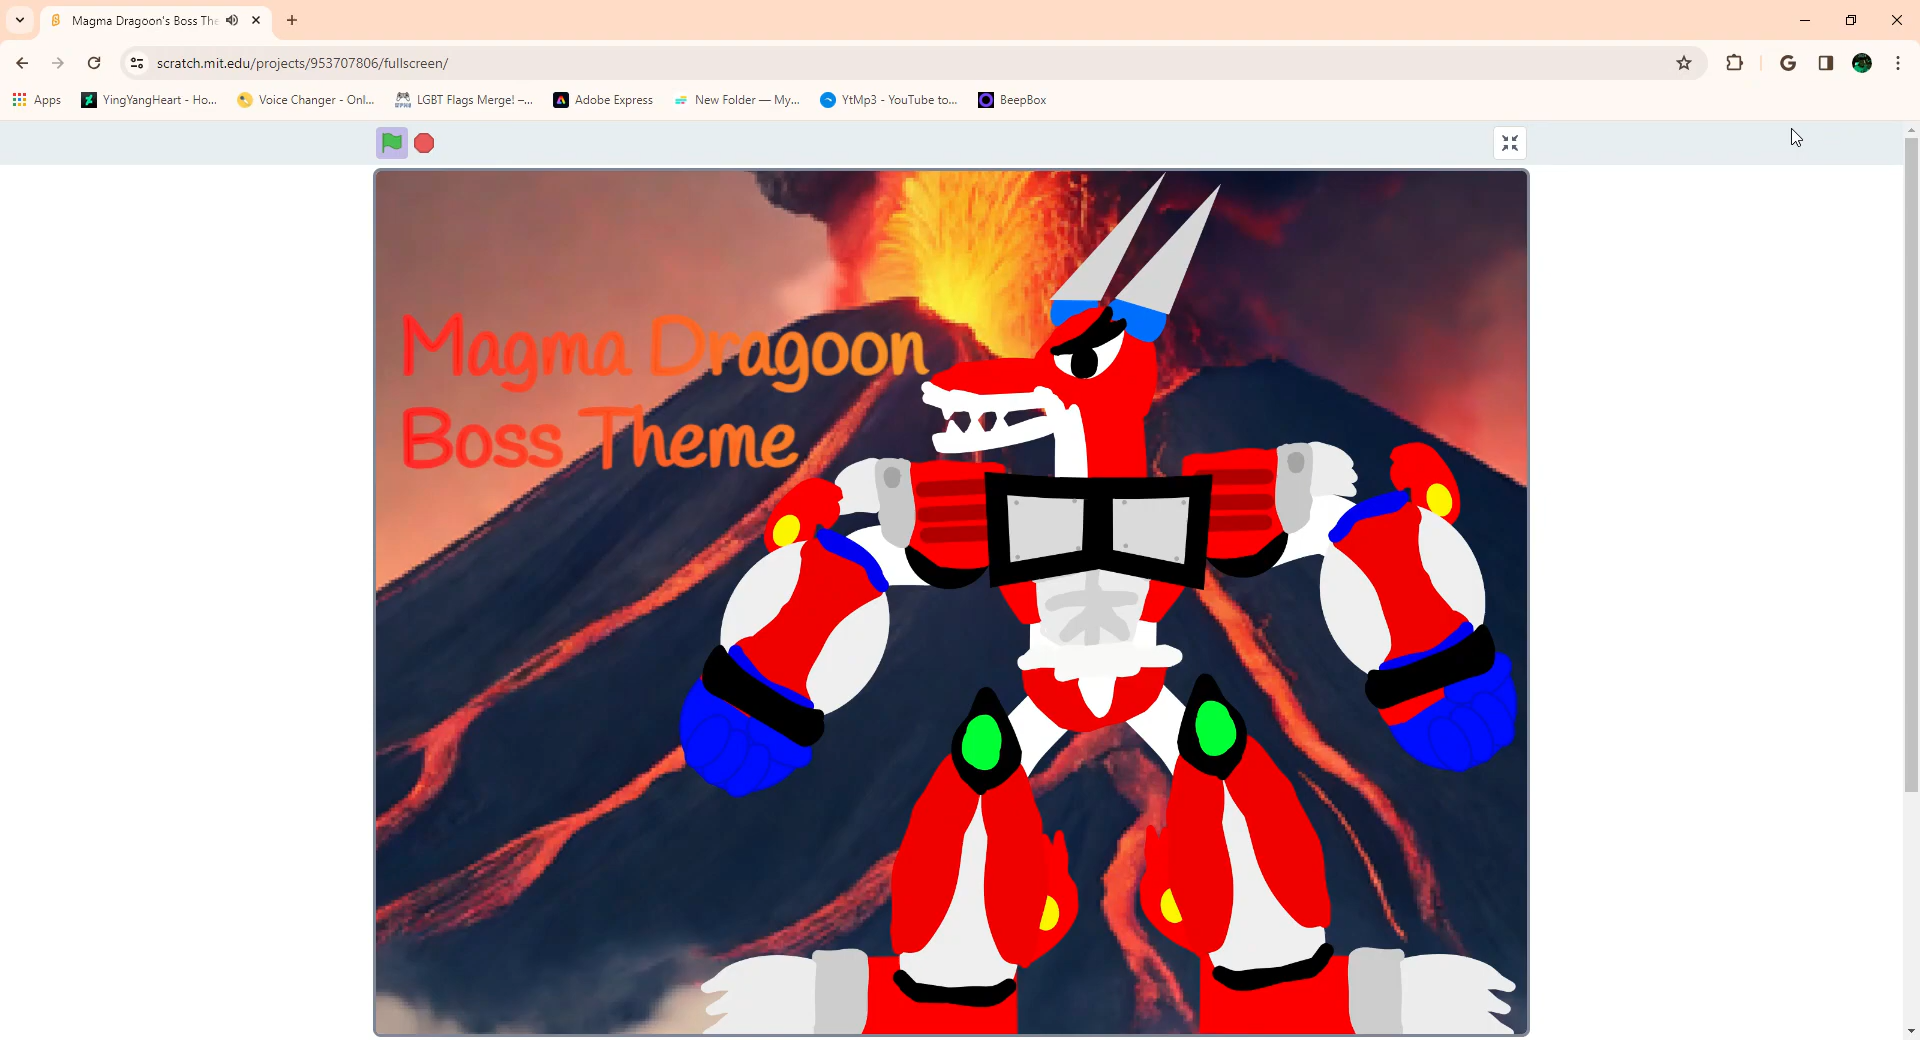 Magma Dragoon's Boss The
scratch.mit.edu/projects/953707806/fullscreen/
Apps
YingYangHeart - Ho...
Voice Changer - Onl...
LGBT Flags Merge! –...
Adobe Express
New Folder — My...
YtMp3 - YouTube to...
BeepBox
Magma Dragoon
Boss Theme